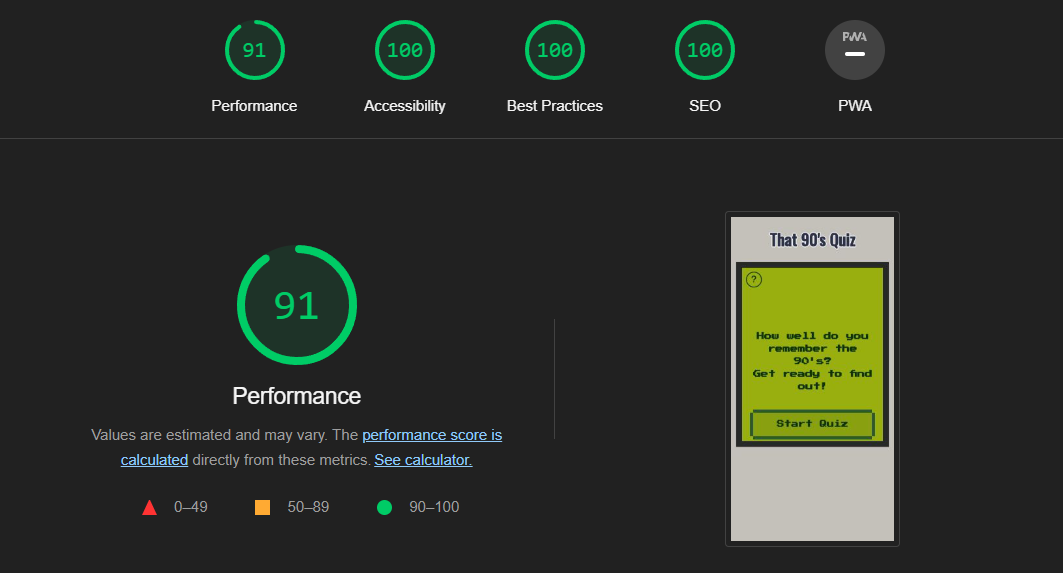 91
100
100
100
PWA
Performance
Accessibility
Best Practices
SEO
PWA
91
Performance
Values are estimated and may vary. The performance score is
calculated directly from these metrics. See calculator.
0–49
50–89
90–100
That 90's Quiz
?
How well do you
remember the
90's?
Get ready to find
out!
Start Quiz